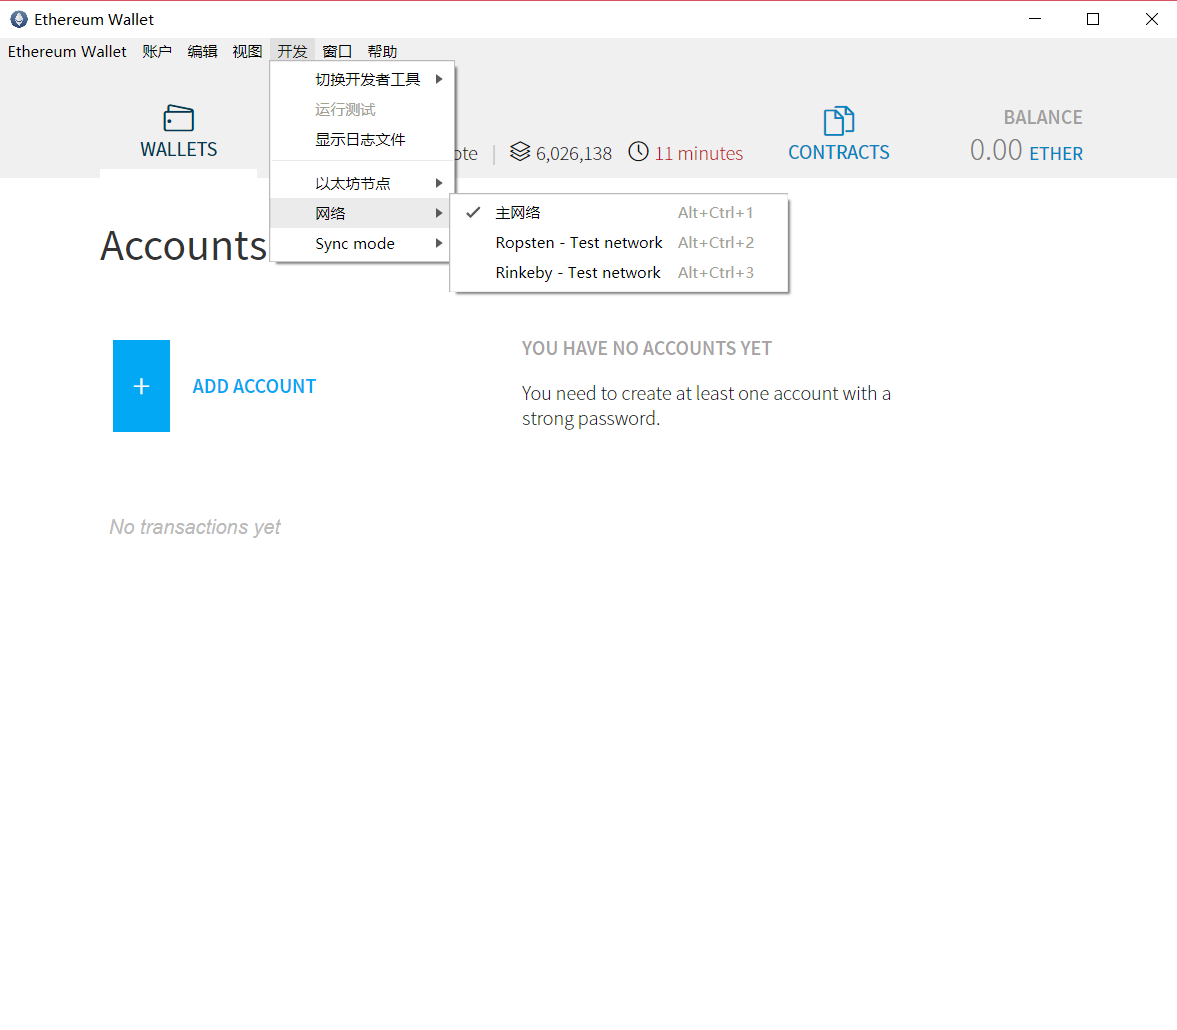 Ethereum Wallet
Ethereum Wallet 账户 编辑 视图 开发 窗口 帮助
切换开发者工具
运行测试
显示日志文件
以太坊节点
网络
Sync mode
主网络 Alt+Ctrl+1
Ropsten - Test network Alt+Ctrl+2
Rinkeby - Test network Alt+Ctrl+3
WALLETS
6,026,138 11 minutes
CONTRACTS
BALANCE
0.00 ETHER
Accounts
+ ADD ACCOUNT
YOU HAVE NO ACCOUNTS YET
You need to create at least one account with a
strong password.
No transactions yet